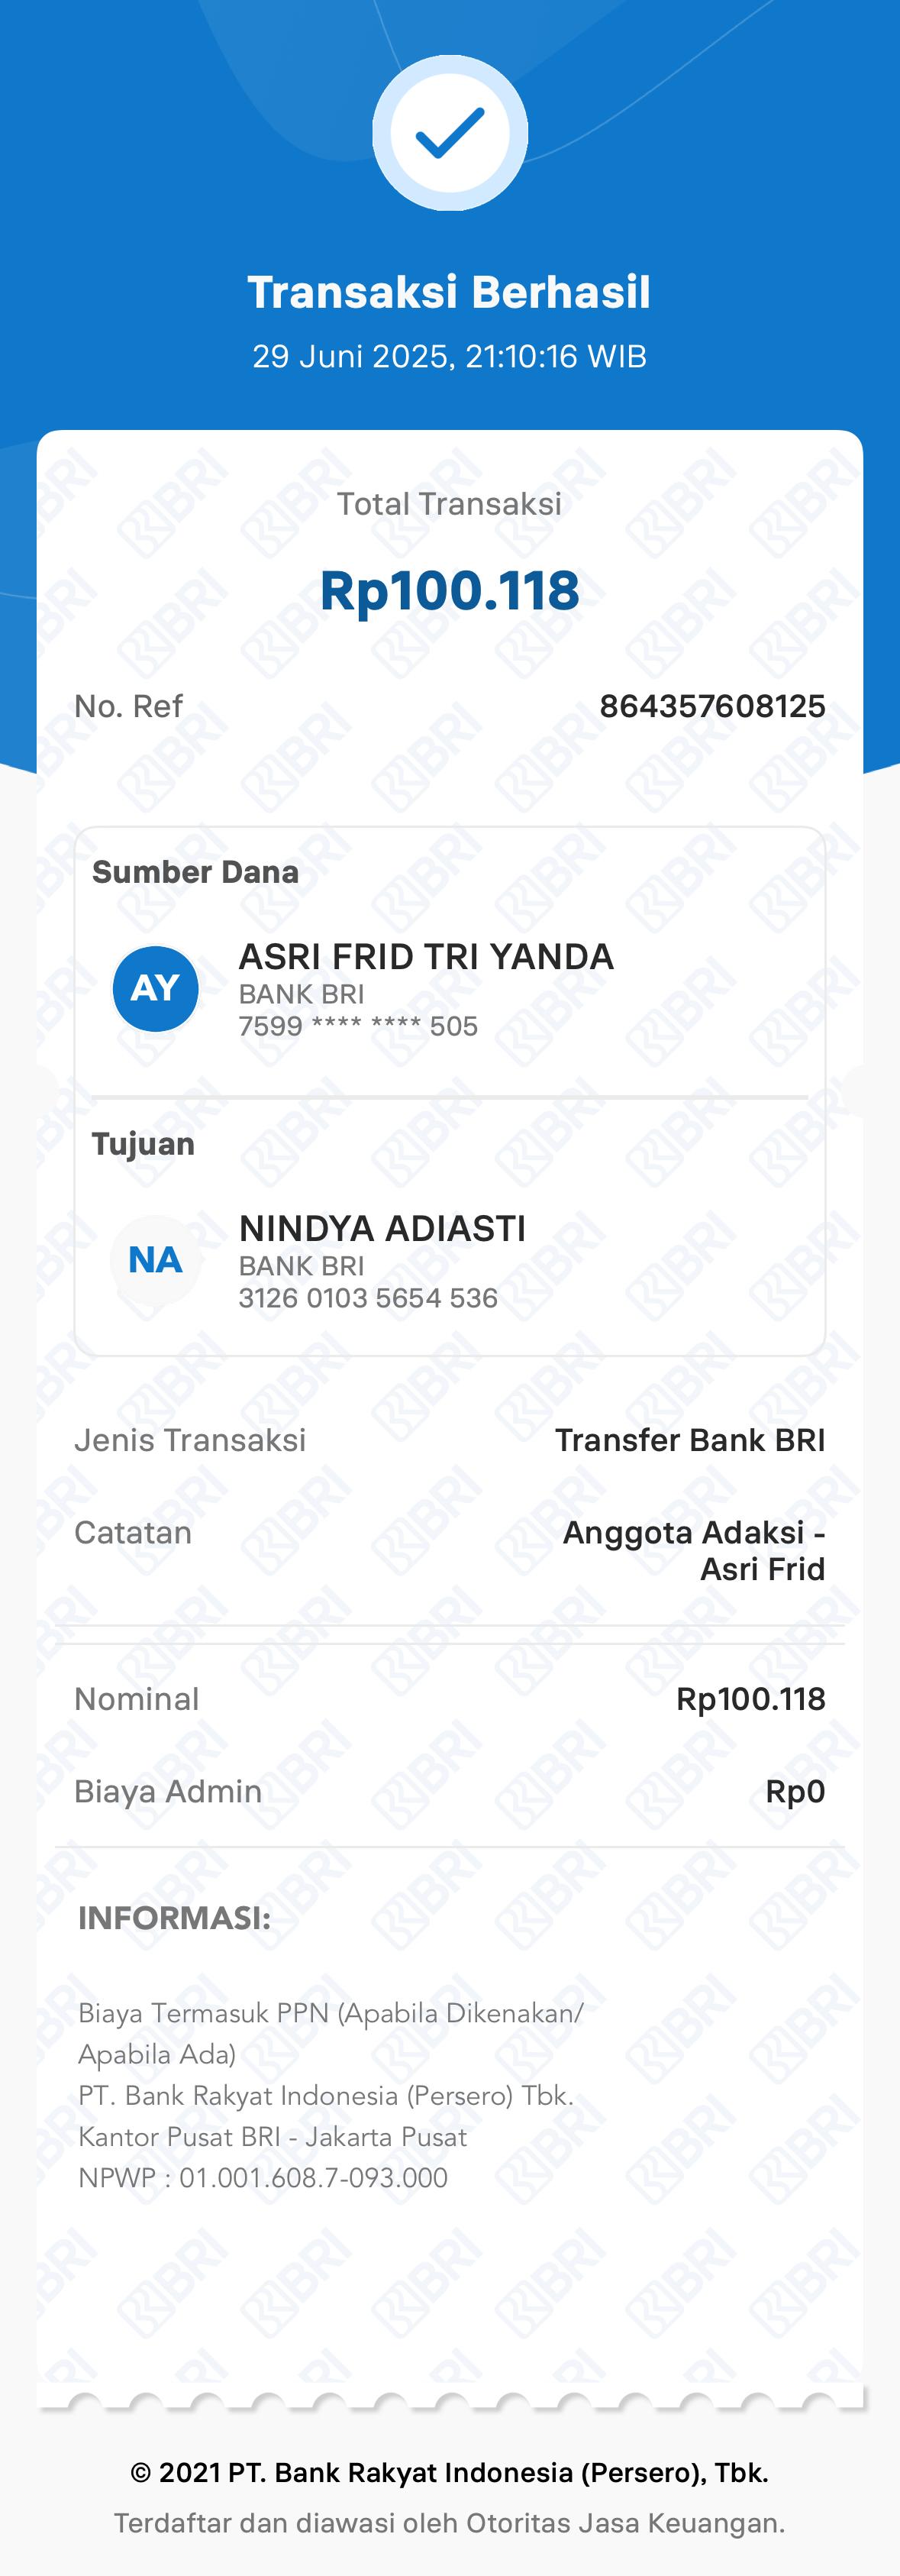 Transaksi Berhasil
29 Juni 2025, 21:10:16 WIB
Total Transaksi
Rp100.118
No. Ref 864357608125
Sumber Dana
AY
ASRI FRID TRI YANDA
BANK BRI
7599 **** **** 505
Tujuan
NA
NINDYA ADIASTI
BANK BRI
3126 0103 5654 536
Jenis Transaksi Transfer Bank BRI
Catatan Anggota Adaksi -
Asri Frid
Nominal Rp100.118
Biaya Admin Rp0
INFORMASI:
Biaya Termasuk PPN (Apabila Dikenakan/
Apabila Ada)
PT. Bank Rakyat Indonesia (Persero) Tbk.
Kantor Pusat BRI - Jakarta Pusat
NPWP : 01.001.608.7-093.000
© 2021 PT. Bank Rakyat Indonesia (Persero), Tbk.
Terdaftar dan diawasi oleh Otoritas Jasa Keuangan.